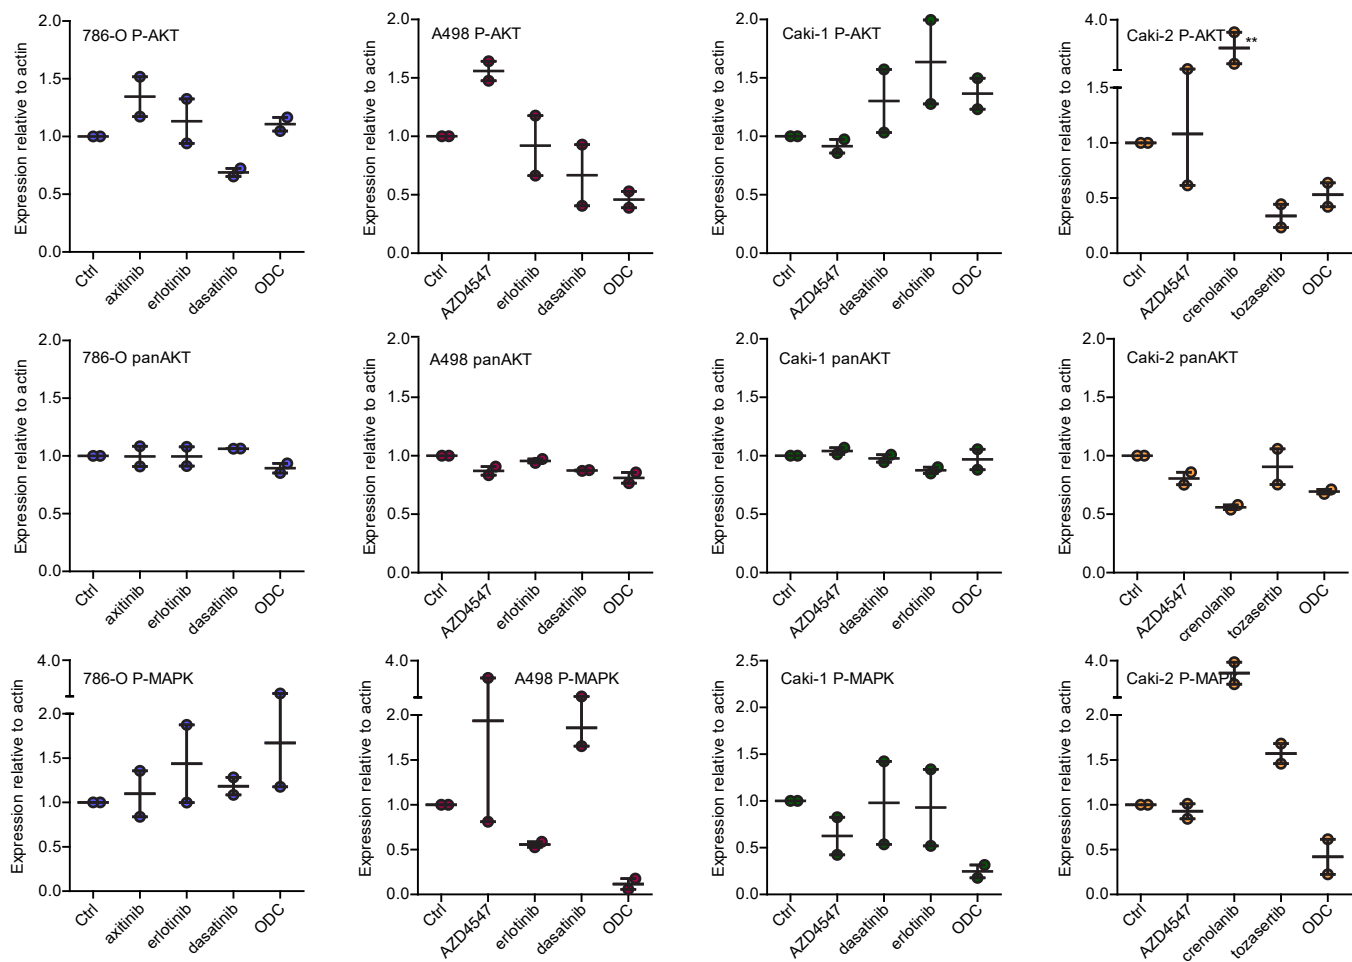 786-O P-AKT
Expression relative to actin
2.0
1.5
1.0
0.5
0.0
Ctrl
axitinib
erlotinib
dasatinib
ODC
A498 P-AKT
Expression relative to actin
2.0
1.5
1.0
0.5
0.0
Ctrl
AZD4547
erlotinib
dasatinib
ODC
Caki-1 P-AKT
Expression relative to actin
2.0
1.5
1.0
0.5
0.0
Ctrl
AZD4547
dasatinib
erlotinib
ODC
Caki-2 P-AKT
**
Expression relative to actin
4.0
1.5
1.0
0.5
0.0
Ctrl
AZD4547
crenolanib
tozasertib
ODC
786-O panAKT
Expression relative to actin
2.0
1.5
1.0
0.5
0.0
Ctrl
axitinib
erlotinib
dasatinib
ODC
A498 panAKT
Expression relative to actin
2.0
1.5
1.0
0.5
0.0
Ctrl
AZD4547
erlotinib
dasatinib
ODC
Caki-1 panAKT
Expression relative to actin
2.0
1.5
1.0
0.5
0.0
Ctrl
AZD4547
dasatinib
erlotinib
ODC
Caki-2 panAKT
Expression relative to actin
2.0
1.5
1.0
0.5
0.0
Ctrl
AZD4547
crenolanib
tozasertib
ODC
786-O P-MAPK
Expression relative to actin
4.0
2.0
1.5
1.0
0.5
0.0
Ctrl
axitinib
erlotinib
dasatinib
ODC
A498 P-MAPK
Expression relative to actin
4.0
2.0
1.5
1.0
0.5
0.0
Ctrl
AZD4547
erlotinib
dasatinib
ODC
Caki-1 P-MAPK
Expression relative to actin
2.5
2.0
1.5
1.0
0.5
0.0
Ctrl
AZD4547
dasatinib
erlotinib
ODC
Caki-2 P-MAPK
Expression relative to actin
4.0
2.0
1.5
1.0
0.5
0.0
Ctrl
AZD4547
crenolanib
tozasertib
ODC